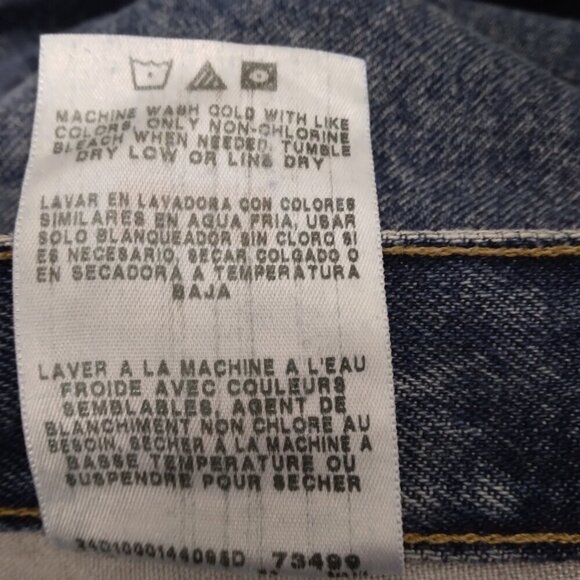 MACHINE WASH COLD WITH LIKE
COLORS, ONLY NON-CHLORINE
BLEACH WHEN NEEDED, TUMBLE
DRY LOW OR LINE DRY
LAVAR EN LAVADORA CON COLORES
SIMILARES EN AGUA FRIA, USAR
SOLO BLANQUEADOR SIN CLORO SI
ES NECESARIO, SECAR COLGADO O
EN SECADORA A TEMPERATURA
BAJA
LAVER A LA MACHINE A L'EAU
FROIDE AVEC COULEURS
SEMBLABLES, AGENT DE
BLANCHIMENT NON CHLORE AU
BESOIN, SECHER A LA MACHINE A
BASSE TEMPERATURE OU
SUSPENDRE POUR SECHER
73499